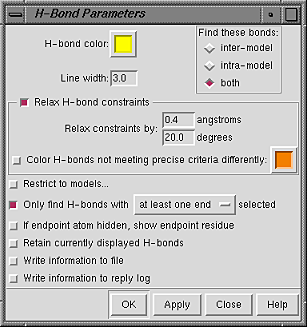 H-Bond Parameters
H-bond color:
Find these bonds:
inter-model
intra-model
both
Line width: 3.0
Relax H-bond constraints
Relax constraints by: 0.4 angstroms
20.0 degrees
Color H-bonds not meeting precise criteria differently:
Restrict to models...
Only find H-bonds with at least one end selected
If endpoint atom hidden, show endpoint residue
Retain currently displayed H-bonds
Write information to file
Write information to reply log
OK Apply Close Help